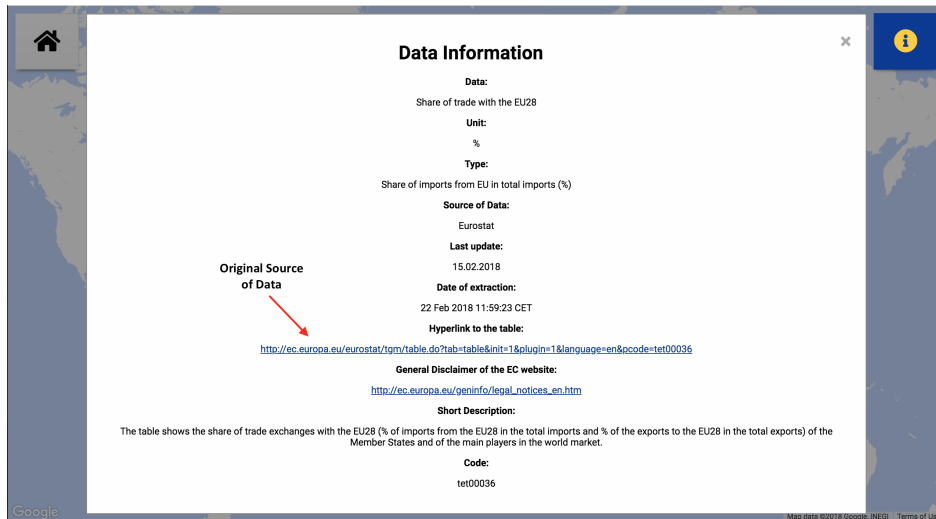 Data Information
×
Data:
Share of trade with the EU28
Unit:
%
Type:
Share of imports from EU in total imports (%)
Source of Data:
Eurostat
Last update:
15.02.2018
Original Source
of Data
Date of extraction:
22 Feb 2018 11:59:23 CET
Hyperlink to the table:
http://ec.europa.eu/eurostat/tgm/table.do?tab=table&init=1&plugin=1&language=en&pcode=tet00036
General Disclaimer of the EC website:
http://ec.europa.eu/geninfo/legal_notices_en.htm
Short Description:
The table shows the share of trade exchanges with the EU28 (% of imports from the EU28 in the total imports and % of the exports to the EU28 in the total exports) of the
Member States and of the main players in the world market.
Code:
tet00036
Google
Map data ©2018 Google, INEGI Terms of Us